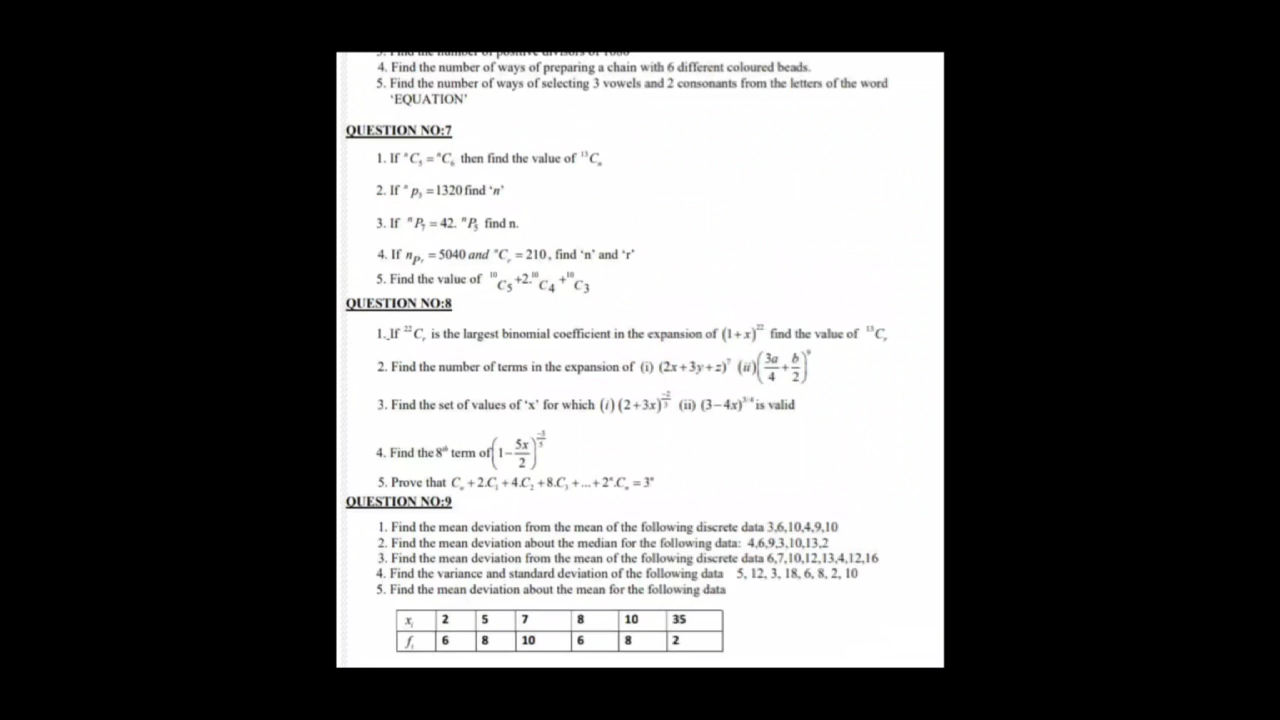 4. Find the number of ways of preparing a chain with 6 different coloured beads.
5. Find the number of ways of selecting 3 vowels and 2 consonants from the letters of the word
'EQUATION'
QUESTION NO:7
1. If ⁿC₅ = ⁿC₆ then find the value of ¹³Cₙ
2. If ⁿp₃ = 1320 find 'n'
3. If ⁿP₇ = 42. ⁿP₅ find n.
4. If nPᵣ = 5040 and ⁿCᵣ = 210, find 'n' and 'r'
5. Find the value of ¹⁰C₅ +2.¹⁰C₄ +¹⁰C₃
QUESTION NO:8
1. If ²²Cᵣ is the largest binomial coefficient in the expansion of (1+x)²² find the value of ¹³Cᵣ
2. Find the number of terms in the expansion of (i) (2x+3y+z)⁷ (ii) (3a/4 + b/2)⁹
3. Find the set of values of 'x' for which (i) (2+3x)^(-2/3) (ii) (3–4x)^(3/4) is valid
4. Find the 8th term of (1 – 5x/2)^(-3/5)
5. Prove that Cₒ + 2.C₁ + 4.C₂ + 8.C₃ + ... + 2ⁿ.Cₙ = 3ⁿ
QUESTION NO:9
1. Find the mean deviation from the mean of the following discrete data 3,6,10,4,9,10
2. Find the mean deviation about the median for the following data: 4,6,9,3,10,13,2
3. Find the mean deviation from the mean of the following discrete data 6,7,10,12,13,4,12,16
4. Find the variance and standard deviation of the following data 5, 12, 3, 18, 6, 8, 2, 10
5. Find the mean deviation about the mean for the following data
xᵢ 2 5 7 8 10 35
fᵢ 6 8 10 6 8 2